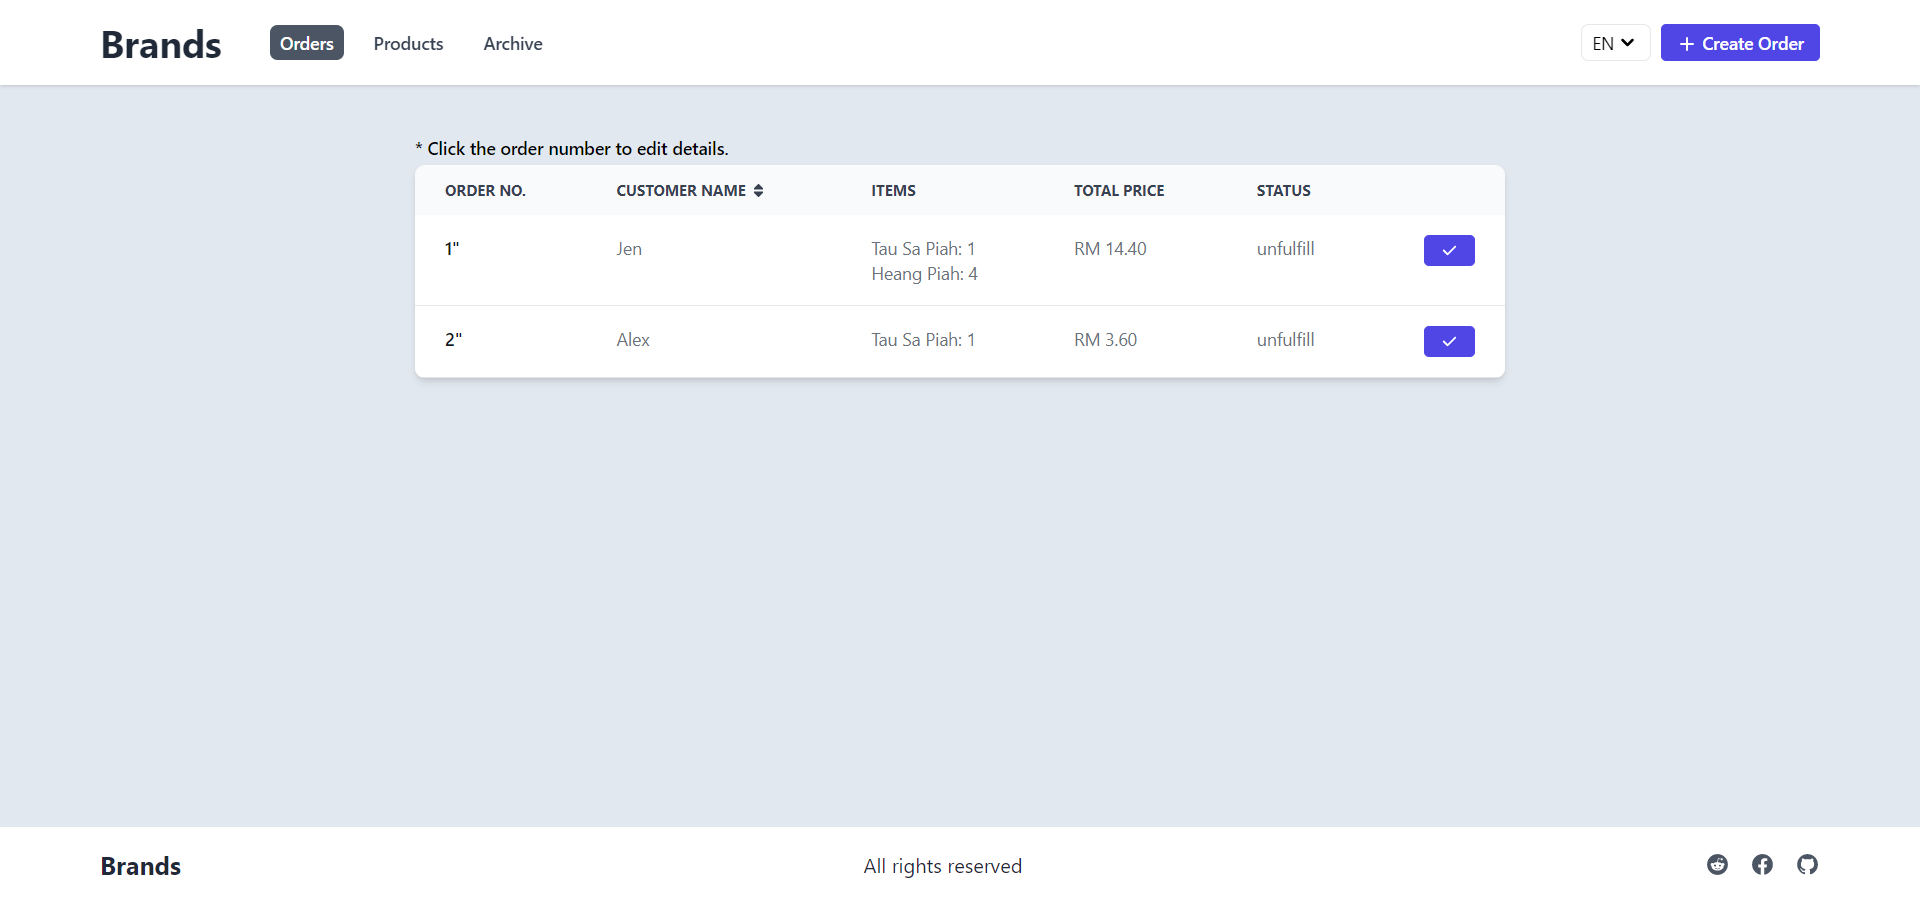 Brands Orders Products Archive EN Create Order
* Click the order number to edit details.
ORDER NO. CUSTOMER NAME ITEMS TOTAL PRICE STATUS
1" Jen Tau Sa Piah: 1 RM 14.40 unfulfill
Heang Piah: 4
2" Alex Tau Sa Piah: 1 RM 3.60 unfulfill
Brands All rights reserved